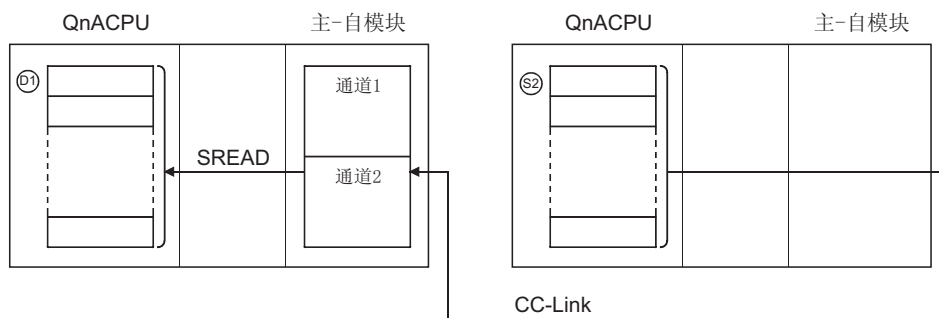 QnACPU 主-自模块 QnACPU 主-自模块
D1 通道1 S2
SREAD 通道2
CC-Link